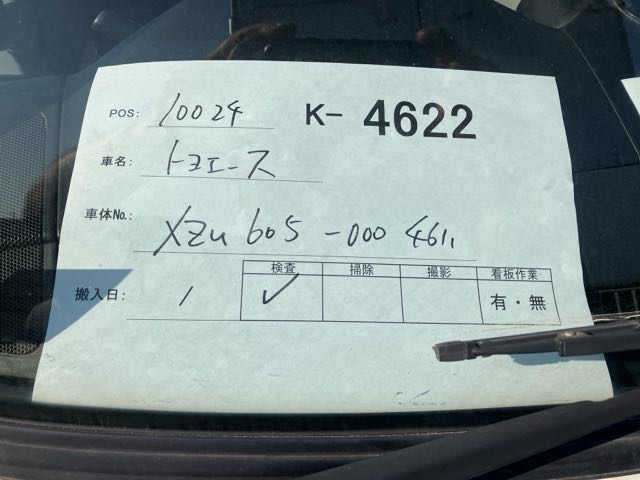 POS: 10024 K- 4622
車名: トヨエース
車体No.: XZU605-0004611
検査 掃除 撮影 看板作業
搬入日: 1 ✓ 有・無